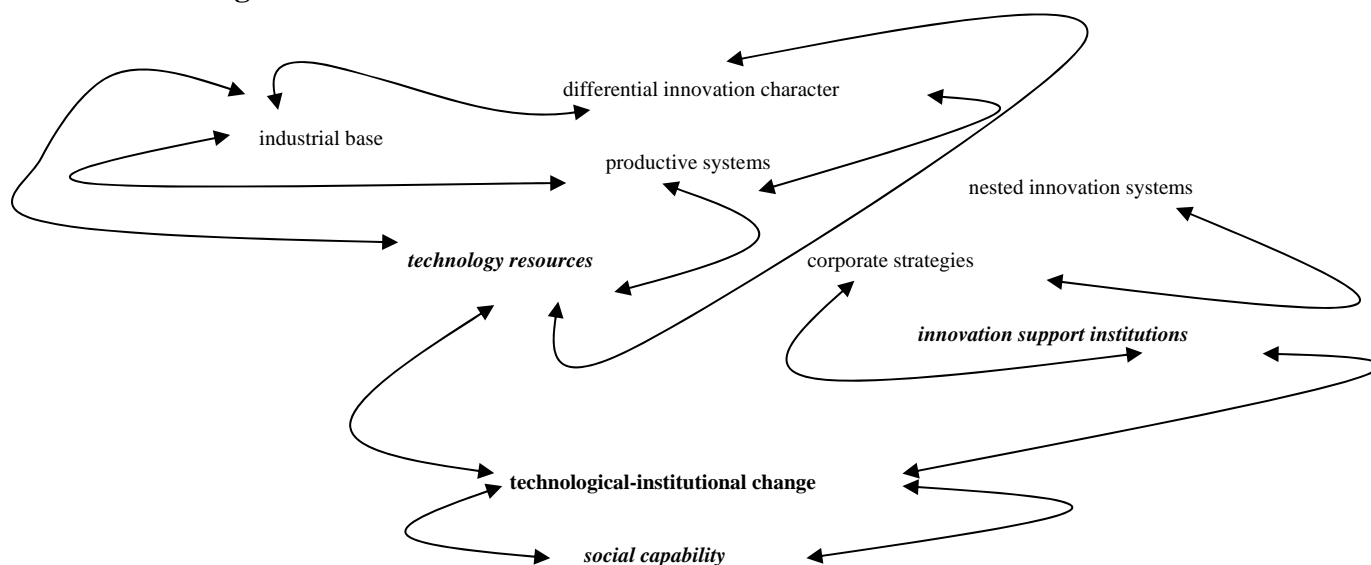 differential innovation character
industrial base
productive systems
nested innovation systems
technology resources
corporate strategies
innovation support institutions
technological-institutional change
social capability